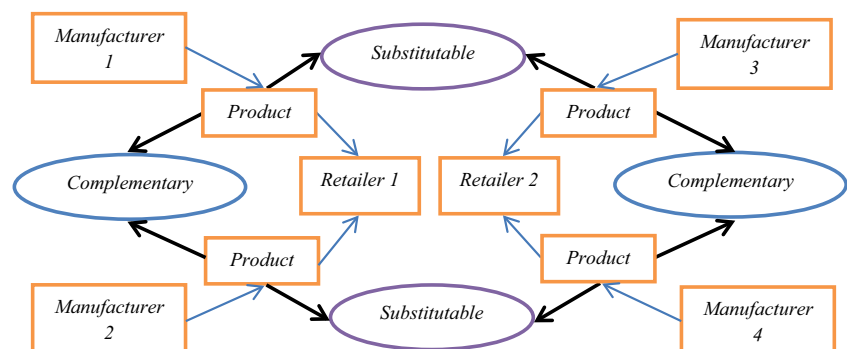 Manufacturer
1
Substitutable
Manufacturer
3
Product
Product
Complementary
Retailer 1
Retailer 2
Complementary
Product
Product
Manufacturer
2
Substitutable
Manufacturer
4